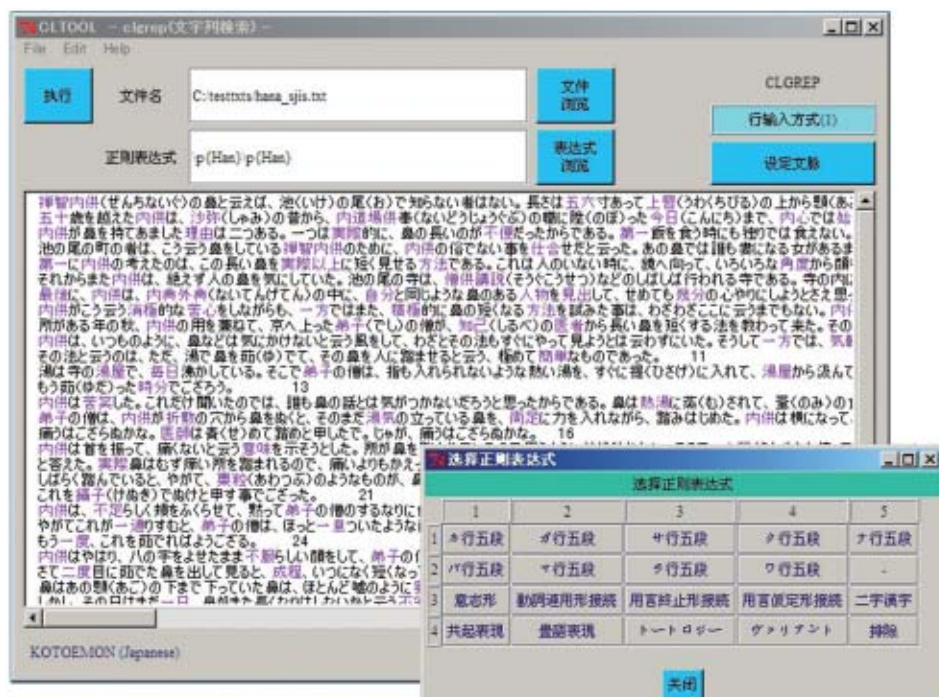 CLTOOL - clgrep(文字列検索) -
File Edit Help
执行
文件名
C:/testtxts/hana_sjis.txt
文件浏览
CLGREP
行输入方式(1)
正则表达式
\p{Han}\p{Han}
表达式浏览
设定文脉
禅智内供(ぜんちないぐ)の鼻と云えば、池(いけ)の尾(お)で知らない者はない。長さは五六寸あって上唇(うわくちびる)の上から顋(あ
五十歳を越えた内供は、沙弥(しゃみ)の昔から、内道場供奉(ないどうじょうぐぶ)の職に陞(のぼ)った今日(こんにち)まで、内心では始
内供が鼻を持てあました理由は二つある。一つは実際的に、鼻の長いのが不便だったからである。第一飯を食う時にも独りでは食えない。
池の尾の町の者は、こう云う鼻をしている禅智内供のために、内供の俗でない事を仕合せだと云った。あの鼻では誰も妻になる女があるま
第一に内供の考えたのは、この長い鼻を実際以上に短く見せる方法である。これは人のいない時に、鏡へ向って、いろいろな角度から顔
それからまた内供は、絶えず人の鼻を気にしていた。池の尾の寺は、僧供講説(そうぐこうせつ)などのしばしば行われる寺である。寺の内
最後に、内供は、内典外典(ないてんげてん)の中に、自分と同じような鼻のある人物を見出して、せめても幾分の心やりにしようとさえ思
内供がこう云う消極的な苦心をしながらも、一方ではまた、積極的に鼻の短くなる方法を試みた事は、わざわざここに云うまでもない。内
所がある年の秋、内供の用を兼ねて、京へ上った弟子(でし)の僧が、知己(しるべ)の医者から長い鼻を短くする法を教わって来た。その
内供は、いつものように、鼻などは気にかけないと云う風をして、わざとその法もすぐにやって見ようとは云わずにいた。そうして一方では、気
その法と云うのは、ただ、湯で鼻を茹(ゆ)でて、その鼻を人に踏ませると云う、極めて簡単なものであった。 11
湯は寺の湯屋で、毎日沸かしている。そこで弟子の僧は、指も入れられないような熱い湯を、すぐに提(ひさげ)に入れて、湯屋から汲んで
もう茹(ゆだ)った時分でござろう。 13
内供は苦笑した。これだけ聞いたのでは、誰も鼻の話とは気がつかないだろうと思ったからである。鼻は熱湯に蒸(む)されて、蚤(のみ)の
弟子の僧は、内供が折敷の穴から鼻をぬくと、そのまだ湯気の立っている鼻を、両足に力を入れながら、踏みはじめた。内供は横になって、
痛うはござらぬかな。医師は責(せ)めて踏めと申したで。じゃが、痛うはござらぬかな。 16
内供は首を振って、痛くないと云う意味を示そうとした。所が鼻を
と答えた。実際鼻はむず痒い所を踏まれるので、痛いよりもかえっ
しばらく踏んでいると、やがて、粟粒(あわつぶ)のようなものが、鼻
これを鑷子(けぬき)でぬけと申す事でござった。 21
内供は、不足らしく頬をふくらせて、黙って弟子の僧のするなりに
やがてこれが一通りすむと、弟子の僧は、ほっと一息ついたような
もう一度、これを茹でればようござる。 24
内供はやはり、八の字をよせたまま不服らしい顔をして、弟子の
さて二度目に茹でた鼻を出して見ると、成程、いつになく短くなっ
鼻はあの顋(あご)の下まで下っていた鼻は、ほとんど嘘のように
しかし、その日はまだ一日、鼻がまた長くなりはしないかと云う不
KOTOEMON (Japanese)
选择正则表达式
选择正则表达式
1 2 3 4 5
1 カ行五段 ガ行五段 サ行五段 タ行五段 ナ行五段
2 バ行五段 マ行五段 ラ行五段 ワ行五段 -
3 意志形 動詞連用形接続 用言終止形接続 用言仮定形接続 二字漢字
4 共起表現 畳語表現 トートロジー ヴァリアント 排除
关闭